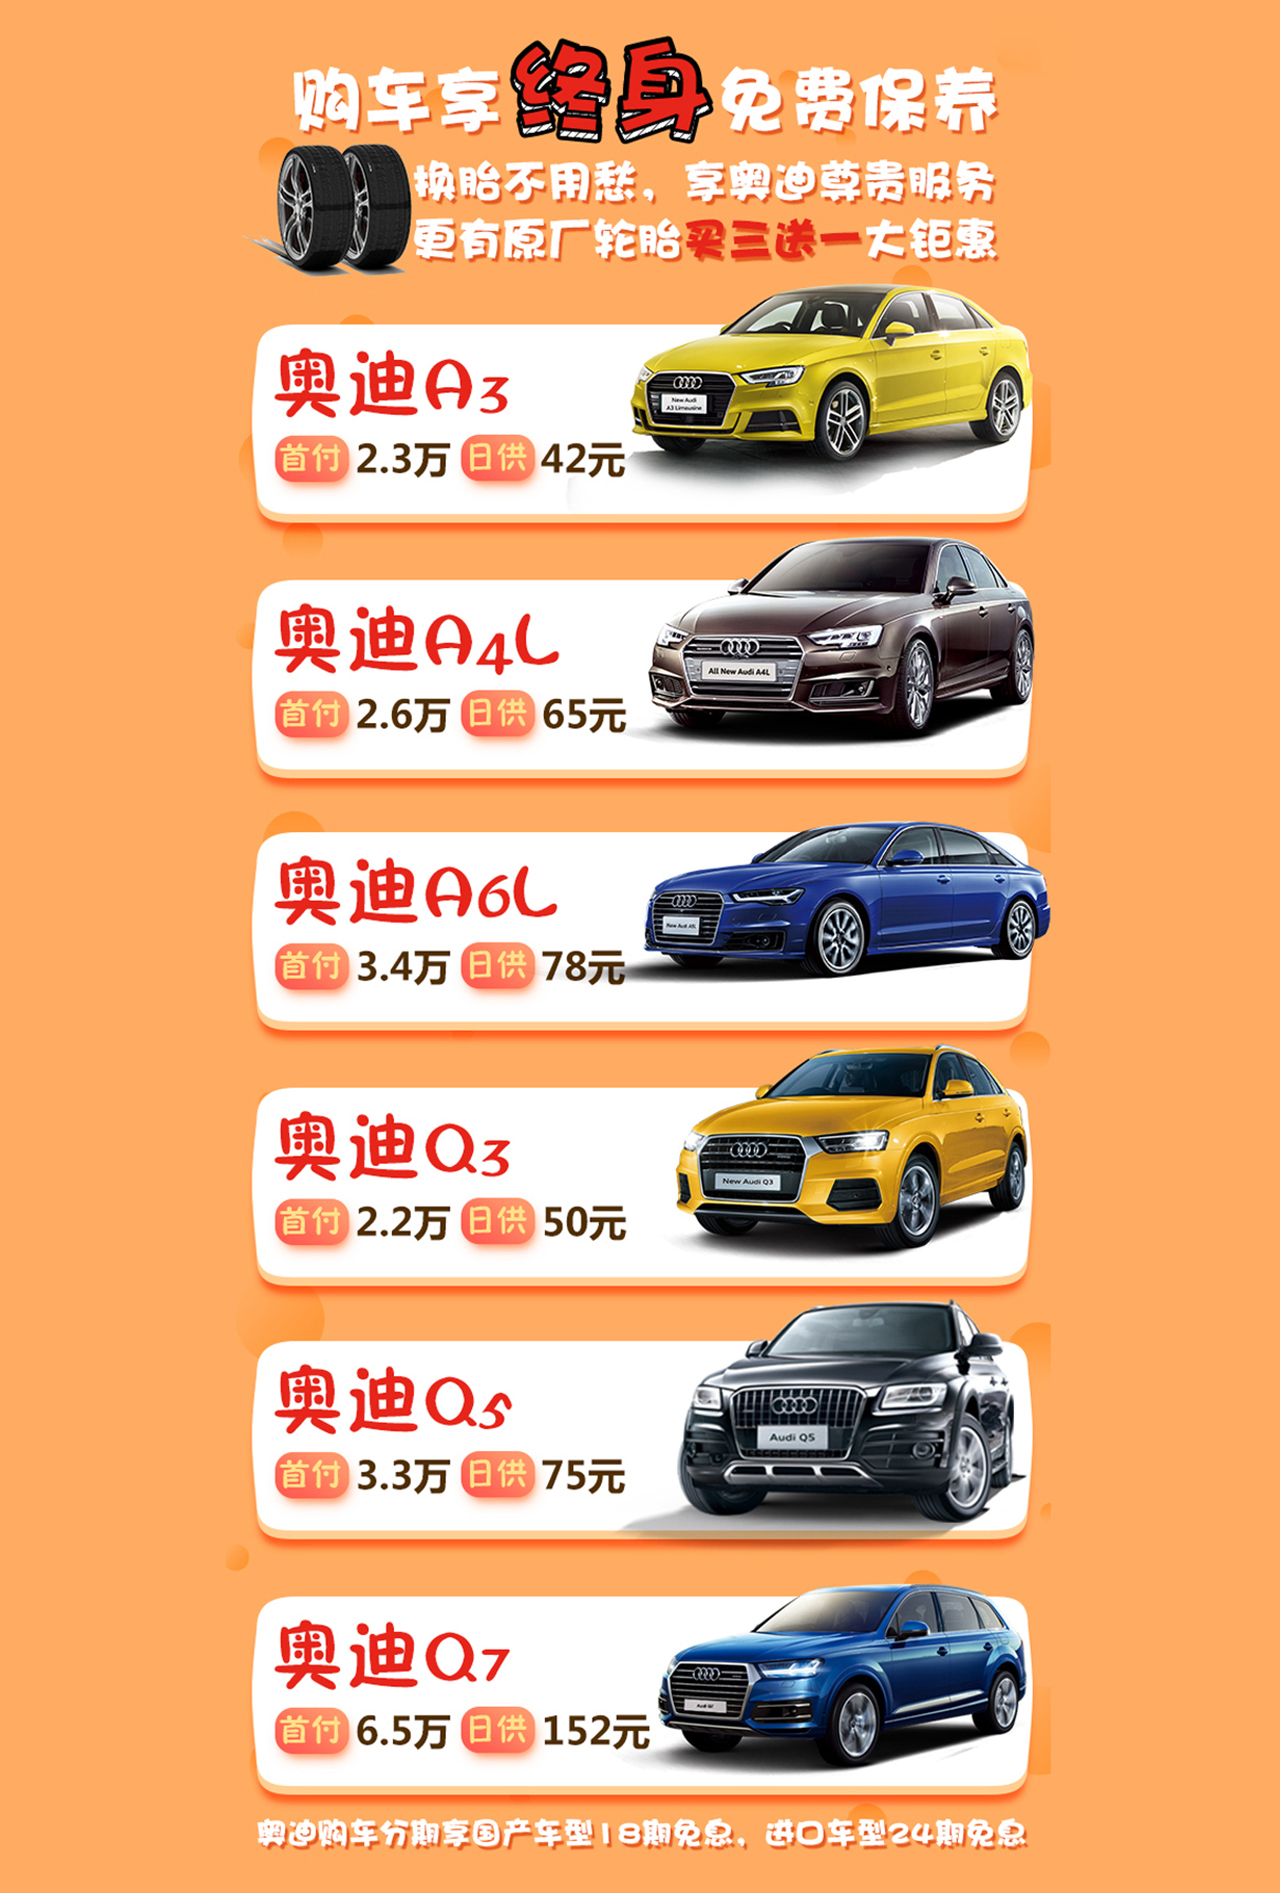 购车享终身免费保养
换胎不用愁，享奥迪尊贵服务
更有原厂轮胎买三送一大钜惠
奥迪A3
首付 2.3万 日供 42元
New Audi
A3 Limousine
奥迪A4L
首付 2.6万 日供 65元
All New Audi A4L
奥迪A6L
首付 3.4万 日供 78元
New Audi A6L
奥迪Q3
首付 2.2万 日供 50元
New Audi Q3
奥迪Q5
首付 3.3万 日供 75元
Audi Q5
奥迪Q7
首付 6.5万 日供 152元
奥迪购车分期享国产车型18期免息，进口车型24期免息